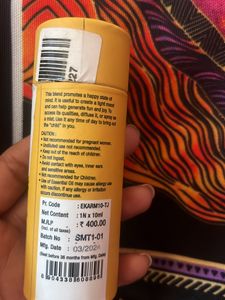 27
This blend promotes a happy state of
mind. It is useful to create a light mood
and can help generate fun and joy. To
access its qualities, diffuse it, or spray as
a mist. Use it any time of day to bring out
the "child" in you.
CAUTION :
• Not recommended for pregnant women.
• Undiluted use not recommended.
• Keep out of the reach of children.
• Do not ingest.
• Avoid contact with eyes, inner ears
and sensitive areas.
• Not recommended for Children.
• Use of Essential Oil may cause allergy use
with caution. If any allergy or irritation
occurs discontinue use.
Pr. Code : EKARM10-TJ
Net Content : 1N x 10ml
M.R.P : ₹ 400.00
(Incl. of all taxes)
Batch No : SMT1-01
Mfg. Date : 03/2024
(Best before 36 months from Mfg. Date)